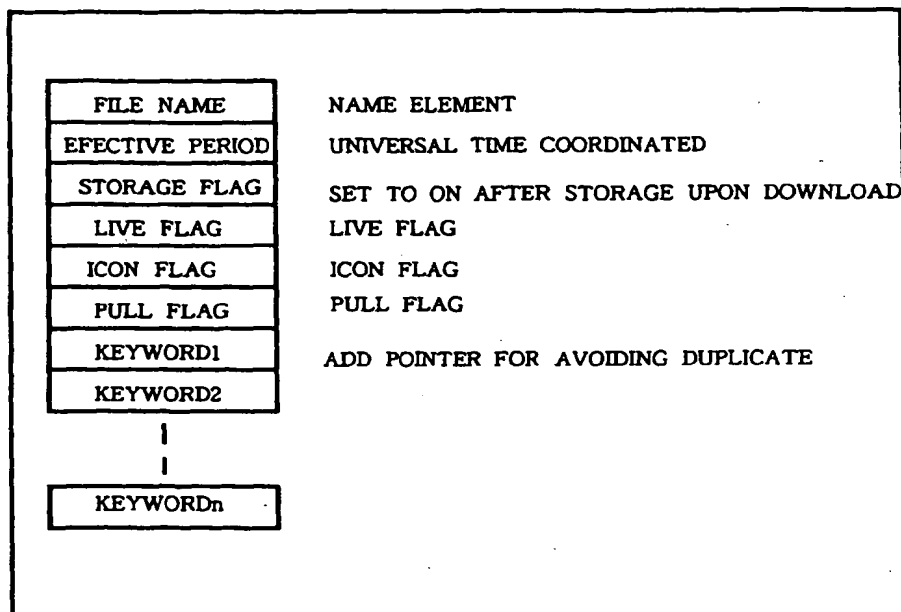 FILE NAME NAME ELEMENT
EFECTIVE PERIOD UNIVERSAL TIME COORDINATED
STORAGE FLAG SET TO ON AFTER STORAGE UPON DOWNLOAD
LIVE FLAG LIVE FLAG
ICON FLAG ICON FLAG
PULL FLAG PULL FLAG
KEYWORD1 ADD POINTER FOR AVOIDING DUPLICATE
KEYWORD2
KEYWORDn